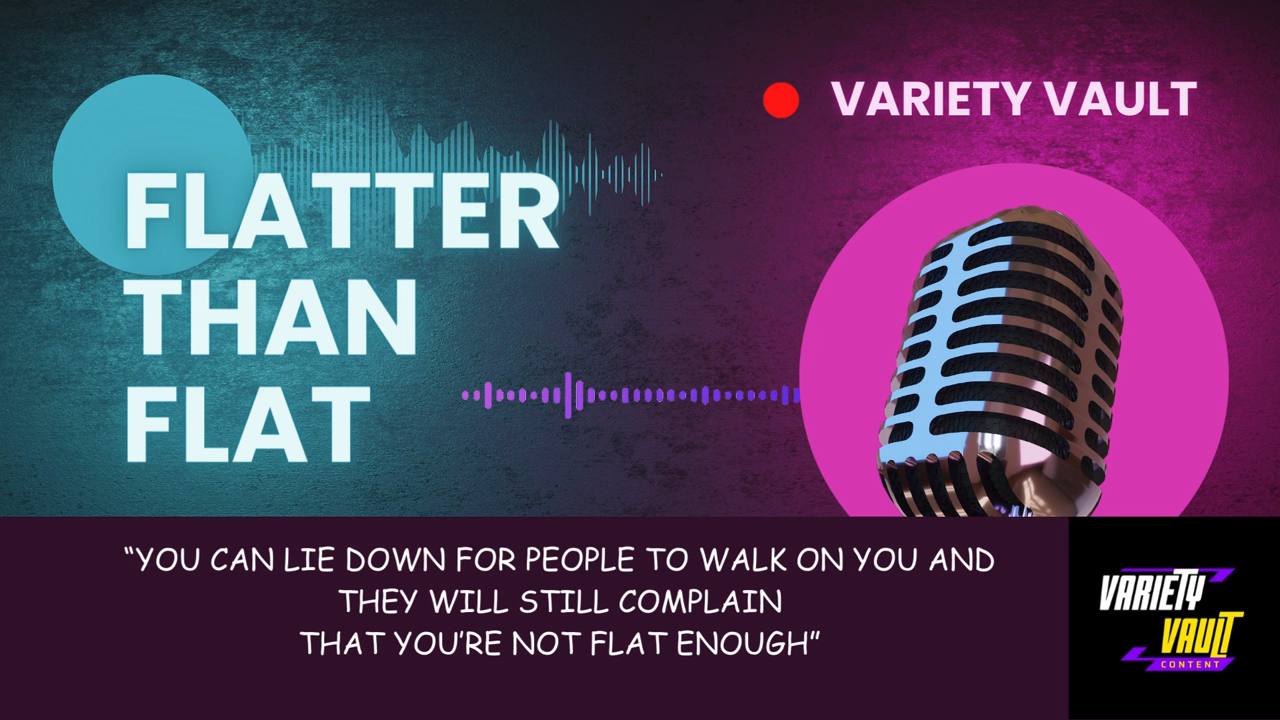 VARIETY VAULT
FLATTER
THAN
FLAT
“YOU CAN LIE DOWN FOR PEOPLE TO WALK ON YOU AND
THEY WILL STILL COMPLAIN
THAT YOU’RE NOT FLAT ENOUGH”
VARIETY
VAULT
CONTENT